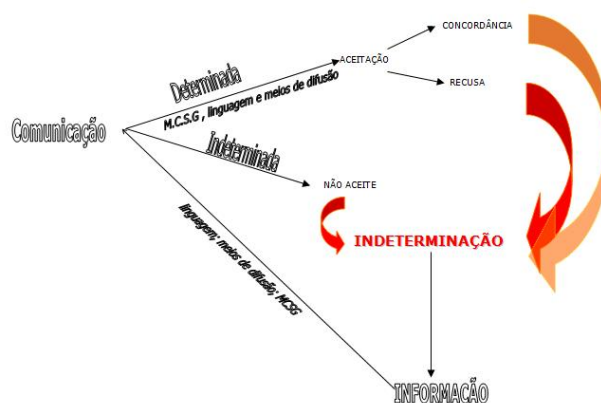 CONCORDÂNCIA
Determinada
ACEITAÇÃO
M.C.S.G , linguagem e meios de difusão
RECUSA
Comunicação
Indeterminada
NÃO ACEITE
INDETERMINAÇÃO
linguagem; meios de difusão; MCSG
INFORMAÇÃO